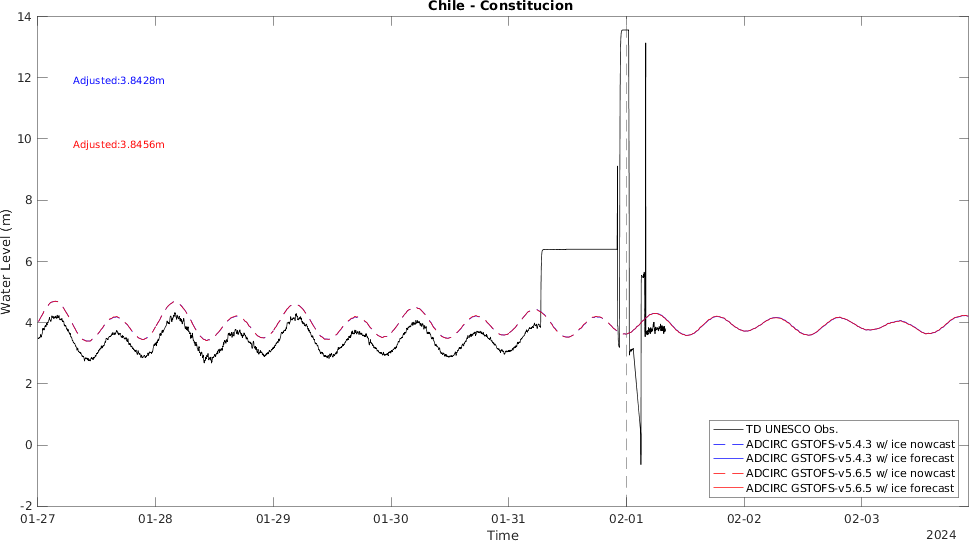 Chile - Constitucion
14
12
10
8
6
4
2
0
-2
Water Level (m)
Adjusted:3.8428m
Adjusted:3.8456m
TD UNESCO Obs.
ADCIRC GSTOFS-v5.4.3 w/ ice nowcast
ADCIRC GSTOFS-v5.4.3 w/ ice forecast
ADCIRC GSTOFS-v5.6.5 w/ ice nowcast
ADCIRC GSTOFS-v5.6.5 w/ ice forecast
01-27 01-28 01-29 01-30 01-31 02-01 02-02 02-03
Time
2024